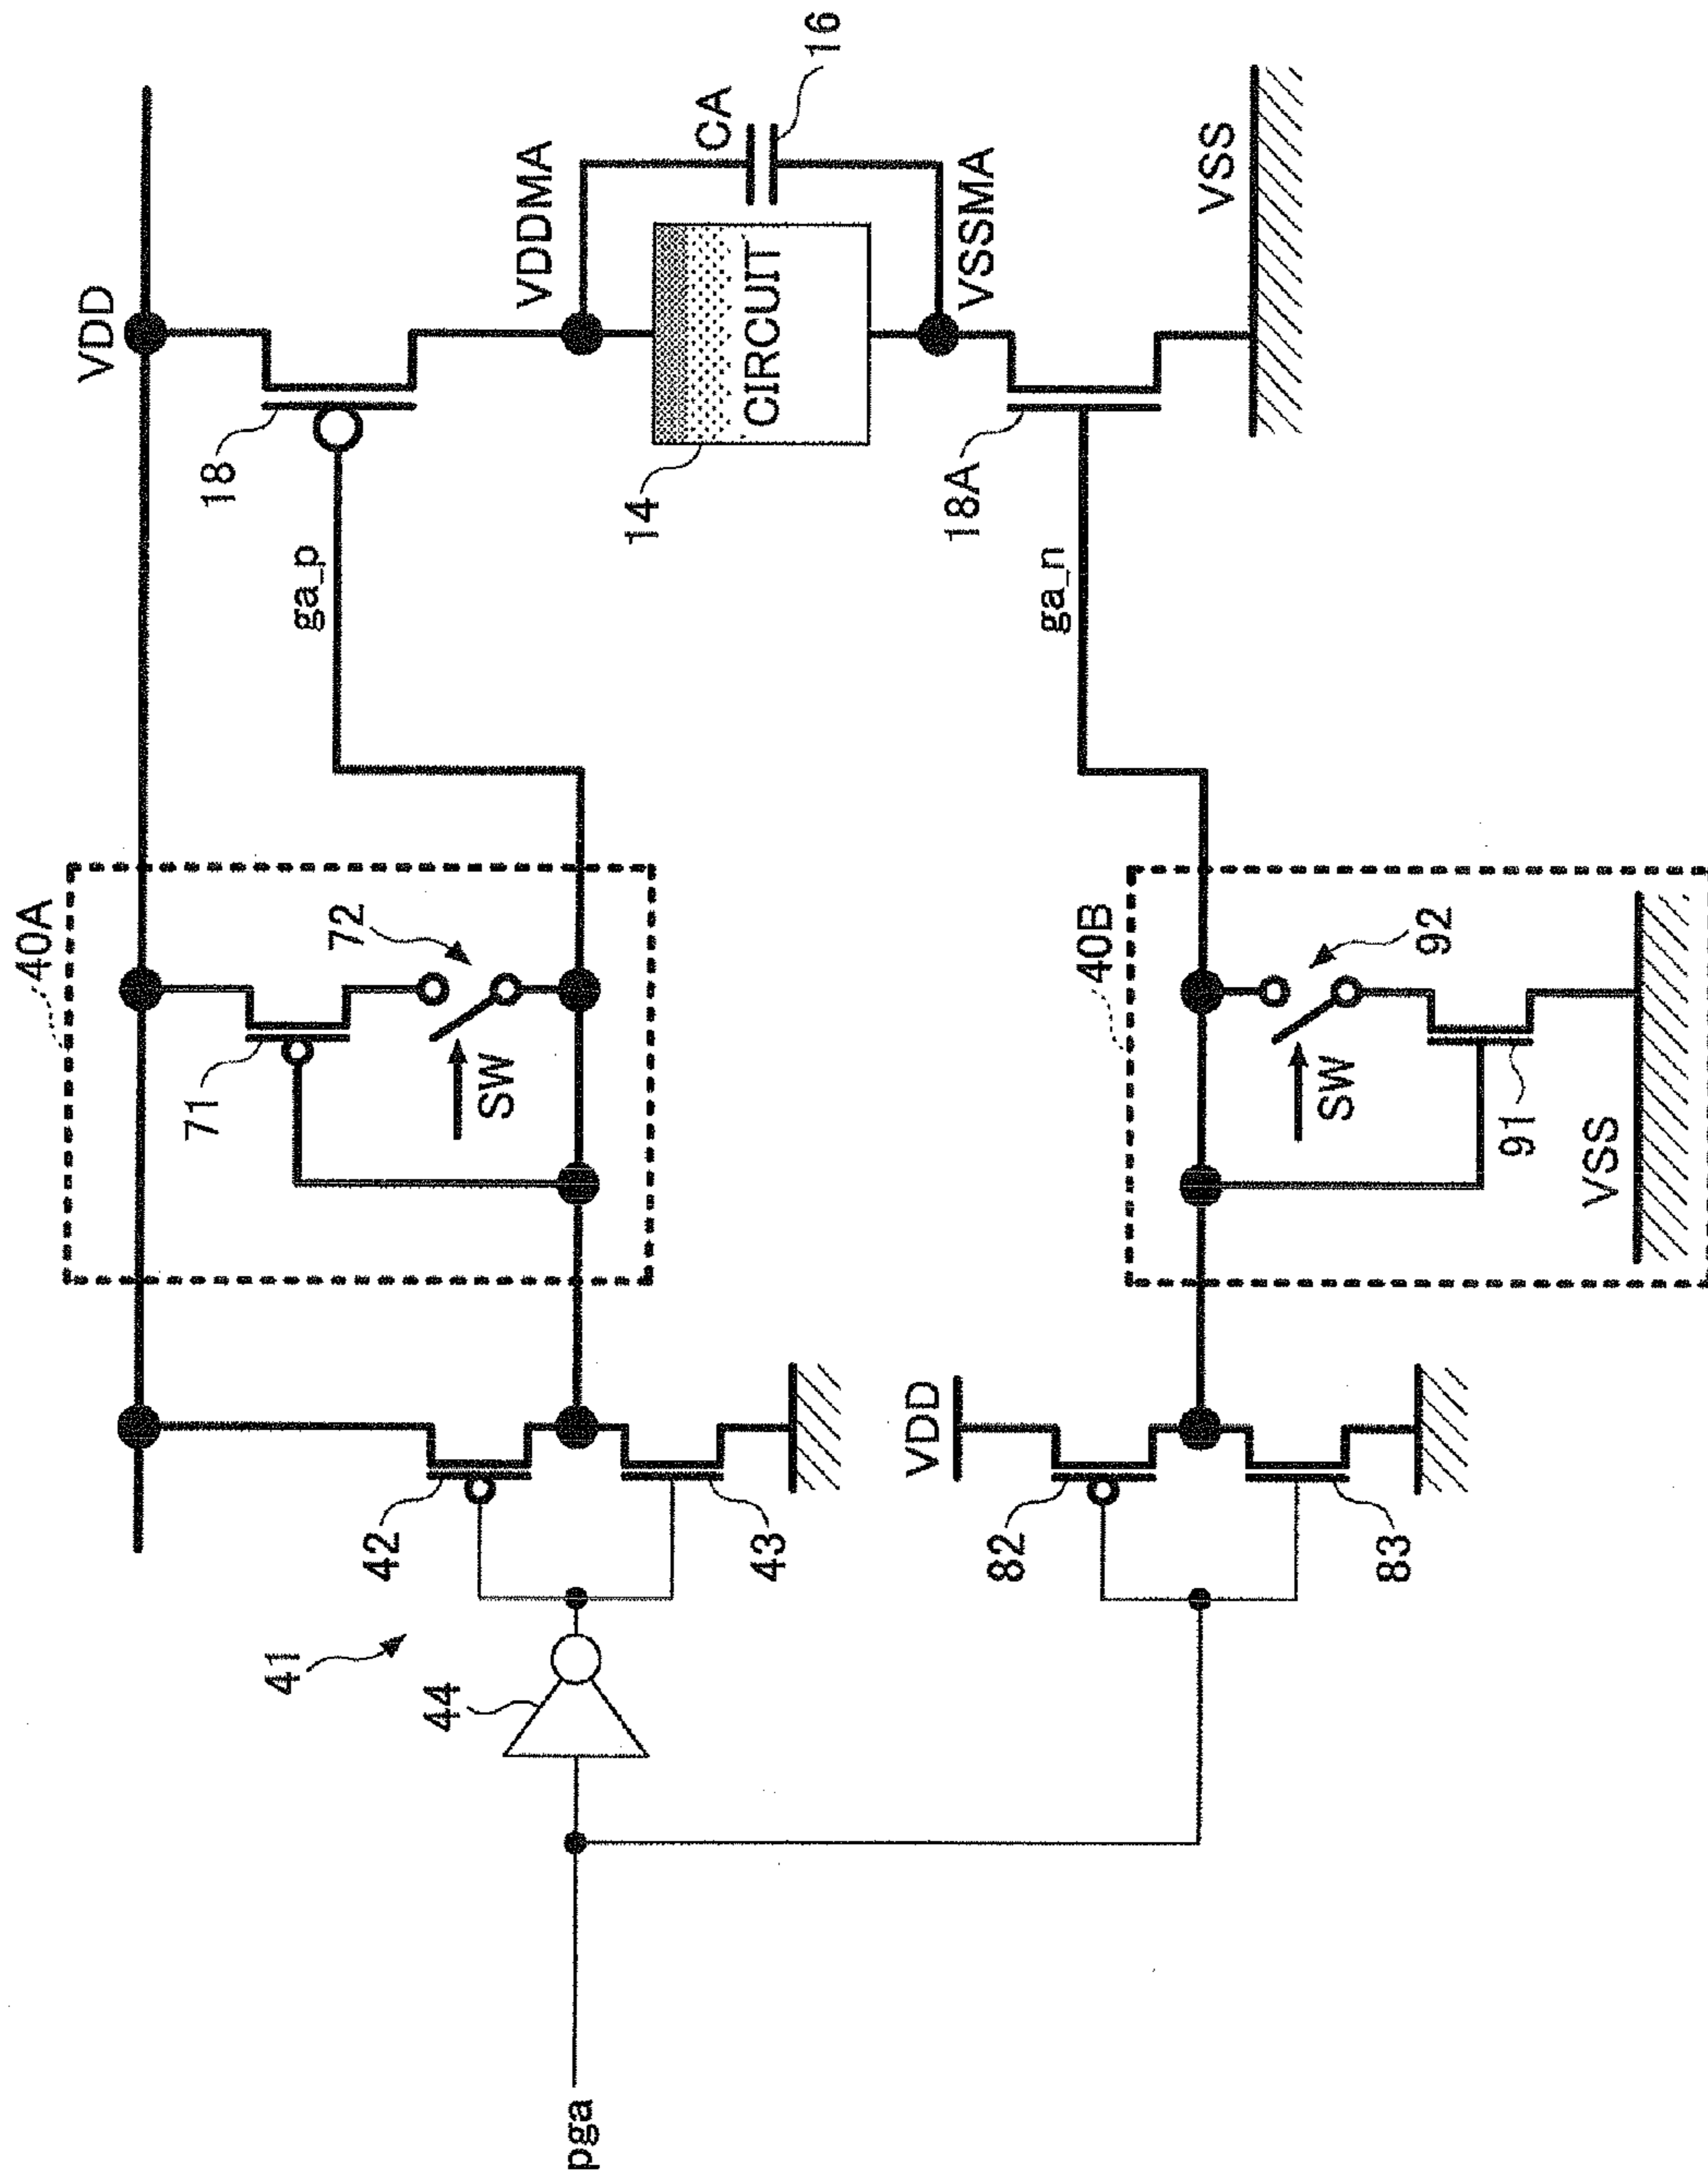 VDD
18
ga_p
VDDMA
CA
16
CIRCUIT
14
VSSMA
18A
ga_n
VSS
40A
72
71
SW
40B
92
SW
91
VSS
41
42
43
44
VDD
82
83
pga